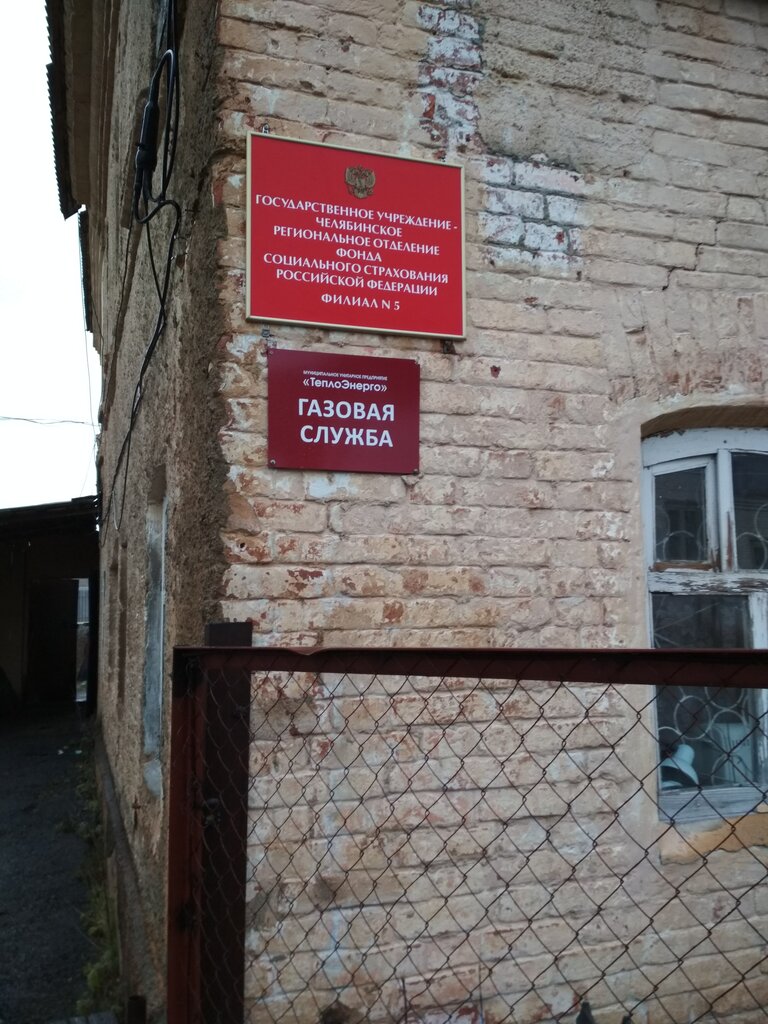 ГОСУДАРСТВЕННОЕ УЧРЕЖДЕНИЕ -
ЧЕЛЯБИНСКОЕ
РЕГИОНАЛЬНОЕ ОТДЕЛЕНИЕ
ФОНДА
СОЦИАЛЬНОГО СТРАХОВАНИЯ
РОССИЙСКОЙ ФЕДЕРАЦИИ
ФИЛИАЛ N 5
МУНИЦИПАЛЬНОЕ УНИТАРНОЕ ПРЕДПРИЯТИЕ
«ТеплоЭнерго»
ГАЗОВАЯ
СЛУЖБА